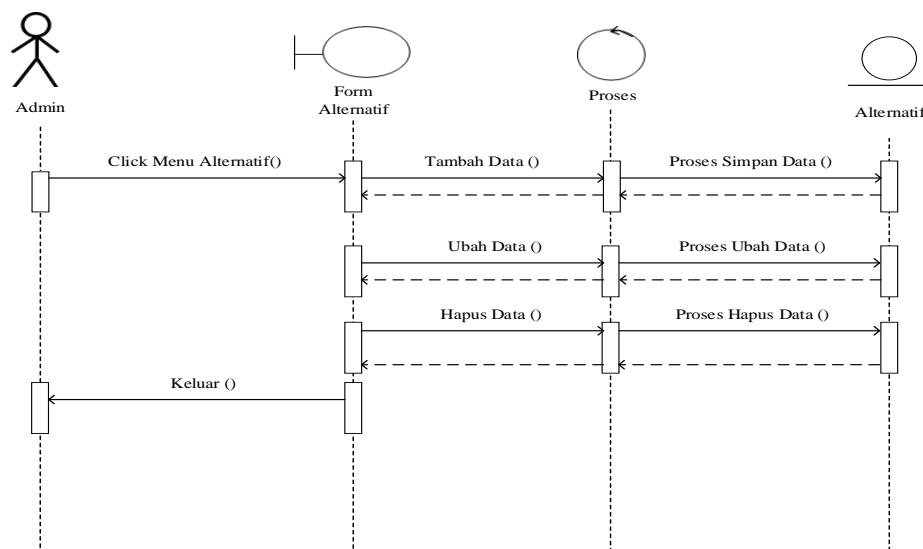 Admin
Form
Alternatif
Proses
Alternatif
Click Menu Alternatif()
Tambah Data ()
Proses Simpan Data ()
Ubah Data ()
Proses Ubah Data ()
Hapus Data ()
Proses Hapus Data ()
Keluar ()